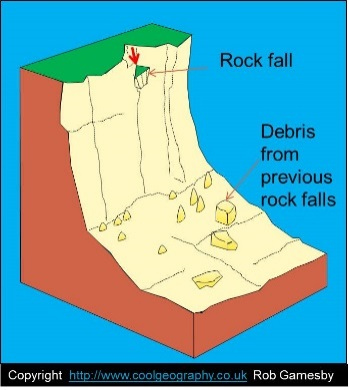 Rock fall
Debris
from
previous
rock falls
Copyright http://www.coolgeography.co.uk Rob Gamesby